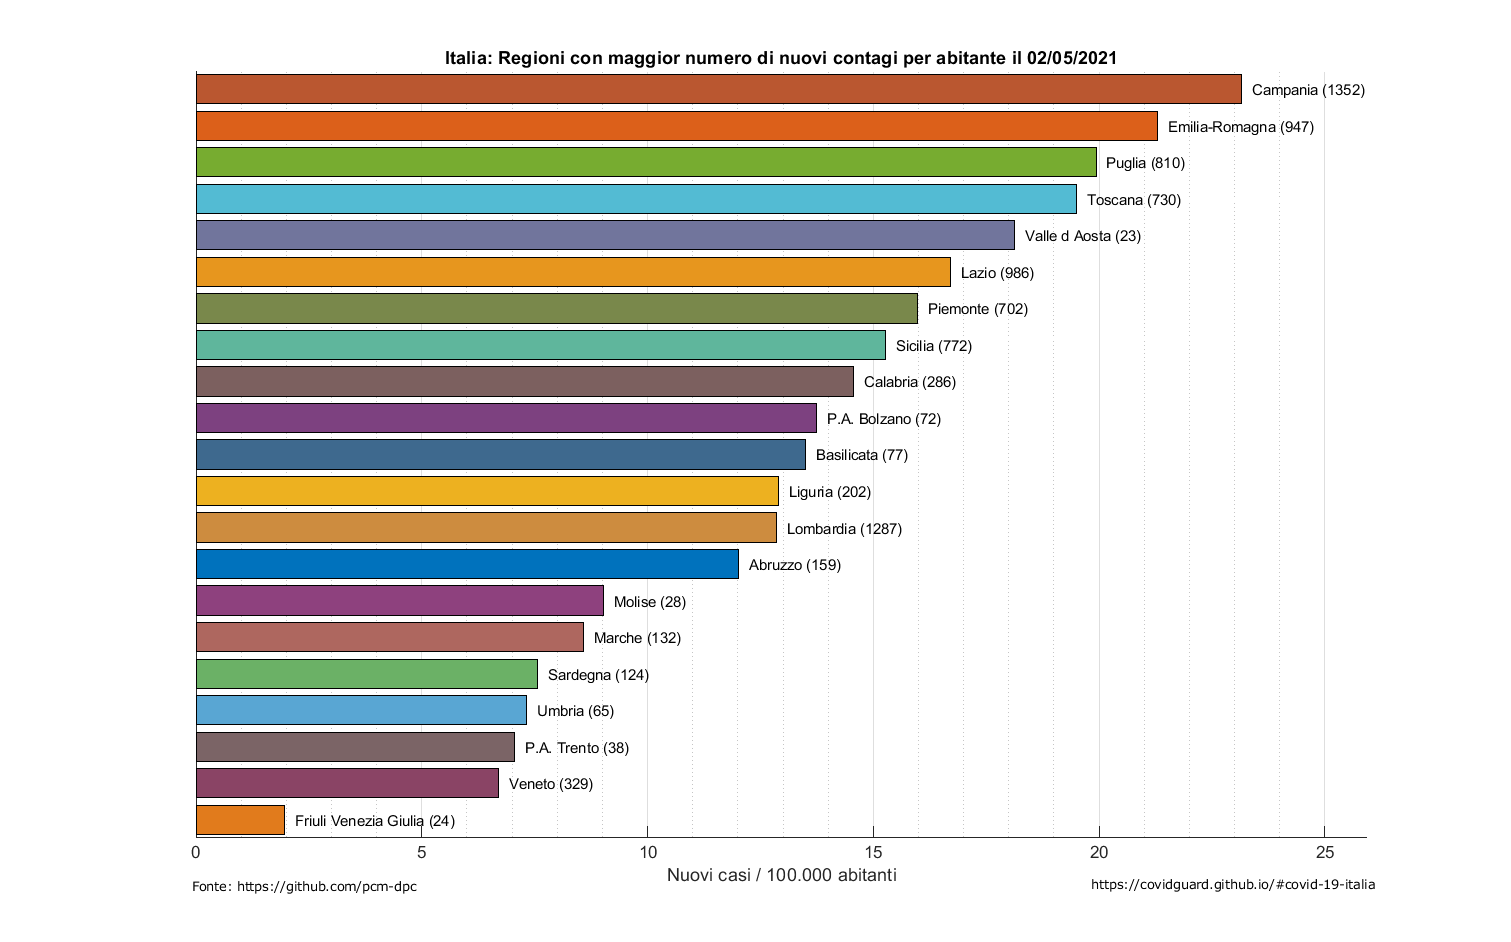 Italia: Regioni con maggior numero di nuovi contagi per abitante il 02/05/2021
Campania (1352)
Emilia-Romagna (947)
Puglia (810)
Toscana (730)
Valle d Aosta (23)
Lazio (986)
Piemonte (702)
Sicilia (772)
Calabria (286)
P.A. Bolzano (72)
Basilicata (77)
Liguria (202)
Lombardia (1287)
Abruzzo (159)
Molise (28)
Marche (132)
Sardegna (124)
Umbria (65)
P.A. Trento (38)
Veneto (329)
Friuli Venezia Giulia (24)
0 5 10 15 20 25
Nuovi casi / 100.000 abitanti
Fonte: https://github.com/pcm-dpc
https://covidguard.github.io/#covid-19-italia